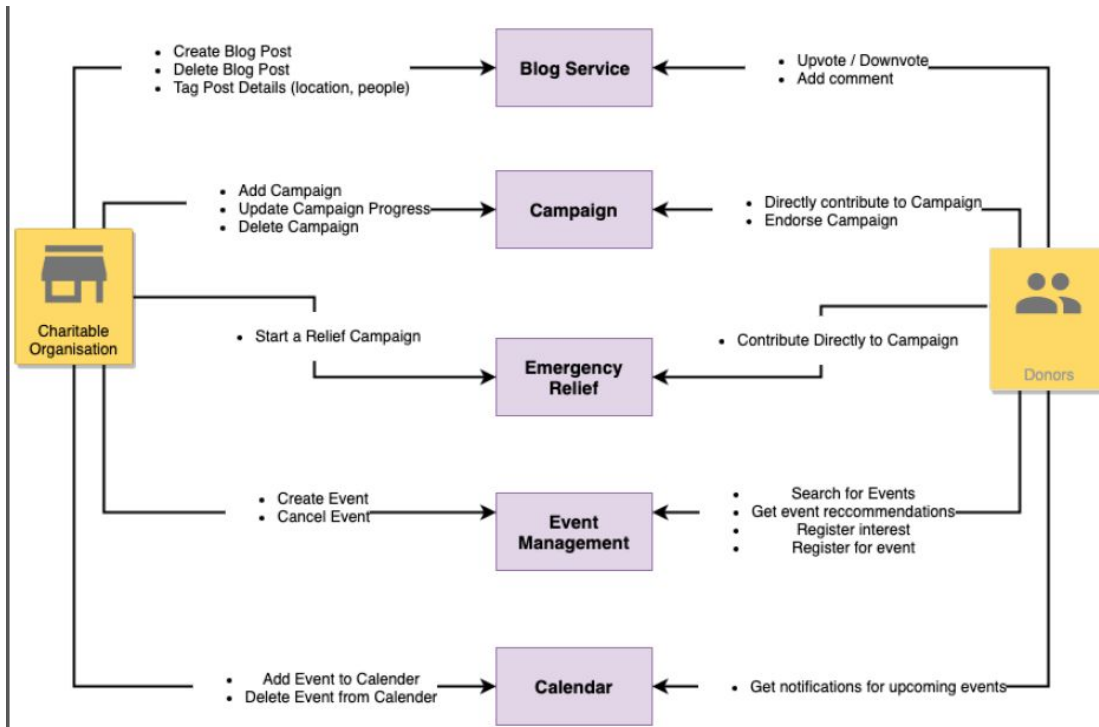 • Create Blog Post
• Delete Blog Post
• Tag Post Details (location, people)
Blog Service
• Upvote / Downvote
• Add comment
• Add Campaign
• Update Campaign Progress
• Delete Campaign
Campaign
• Directly contribute to Campaign
• Endorse Campaign
Charitable
Organisation
• Start a Relief Campaign
Emergency
Relief
• Contribute Directly to Campaign
Donors
• Create Event
• Cancel Event
Event
Management
• Search for Events
• Get event reccommendations
• Register interest
• Register for event
• Add Event to Calender
• Delete Event from Calender
Calendar
• Get notifications for upcoming events